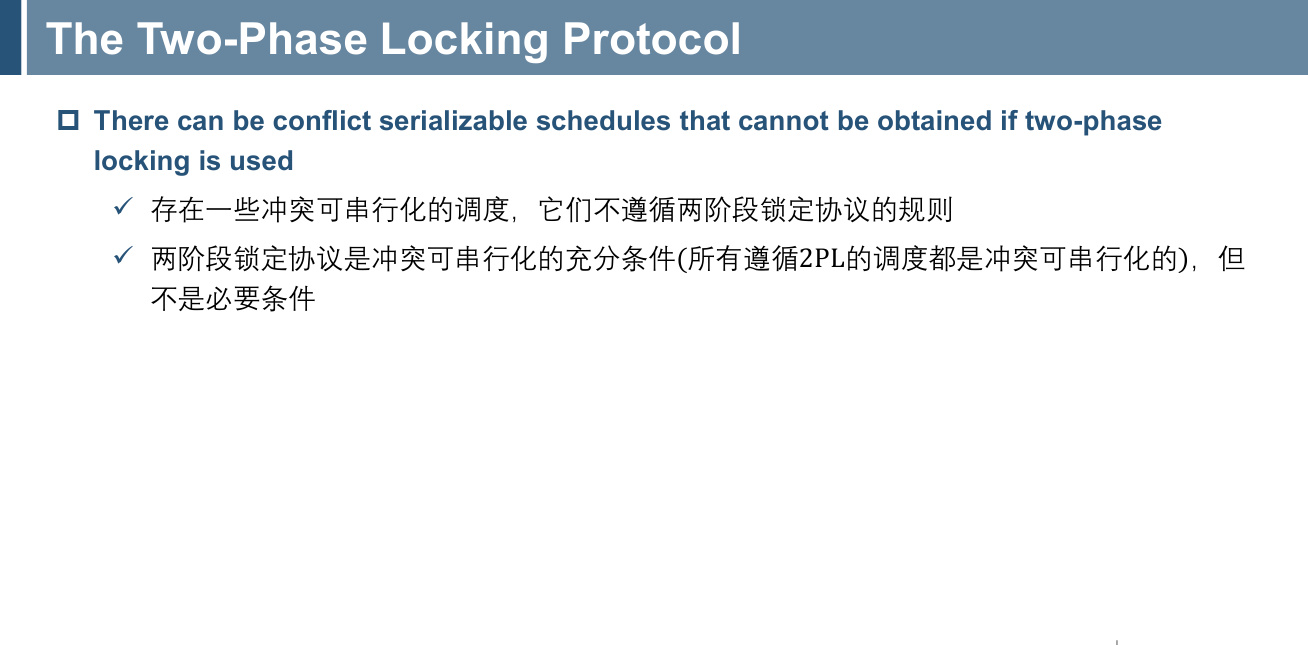 The Two-Phase Locking Protocol
There can be conflict serializable schedules that cannot be obtained if two-phase
locking is used
存在一些冲突可串行化的调度，它们不遵循两阶段锁定协议的规则
两阶段锁定协议是冲突可串行化的充分条件(所有遵循2PL的调度都是冲突可串行化的)，但
不是必要条件